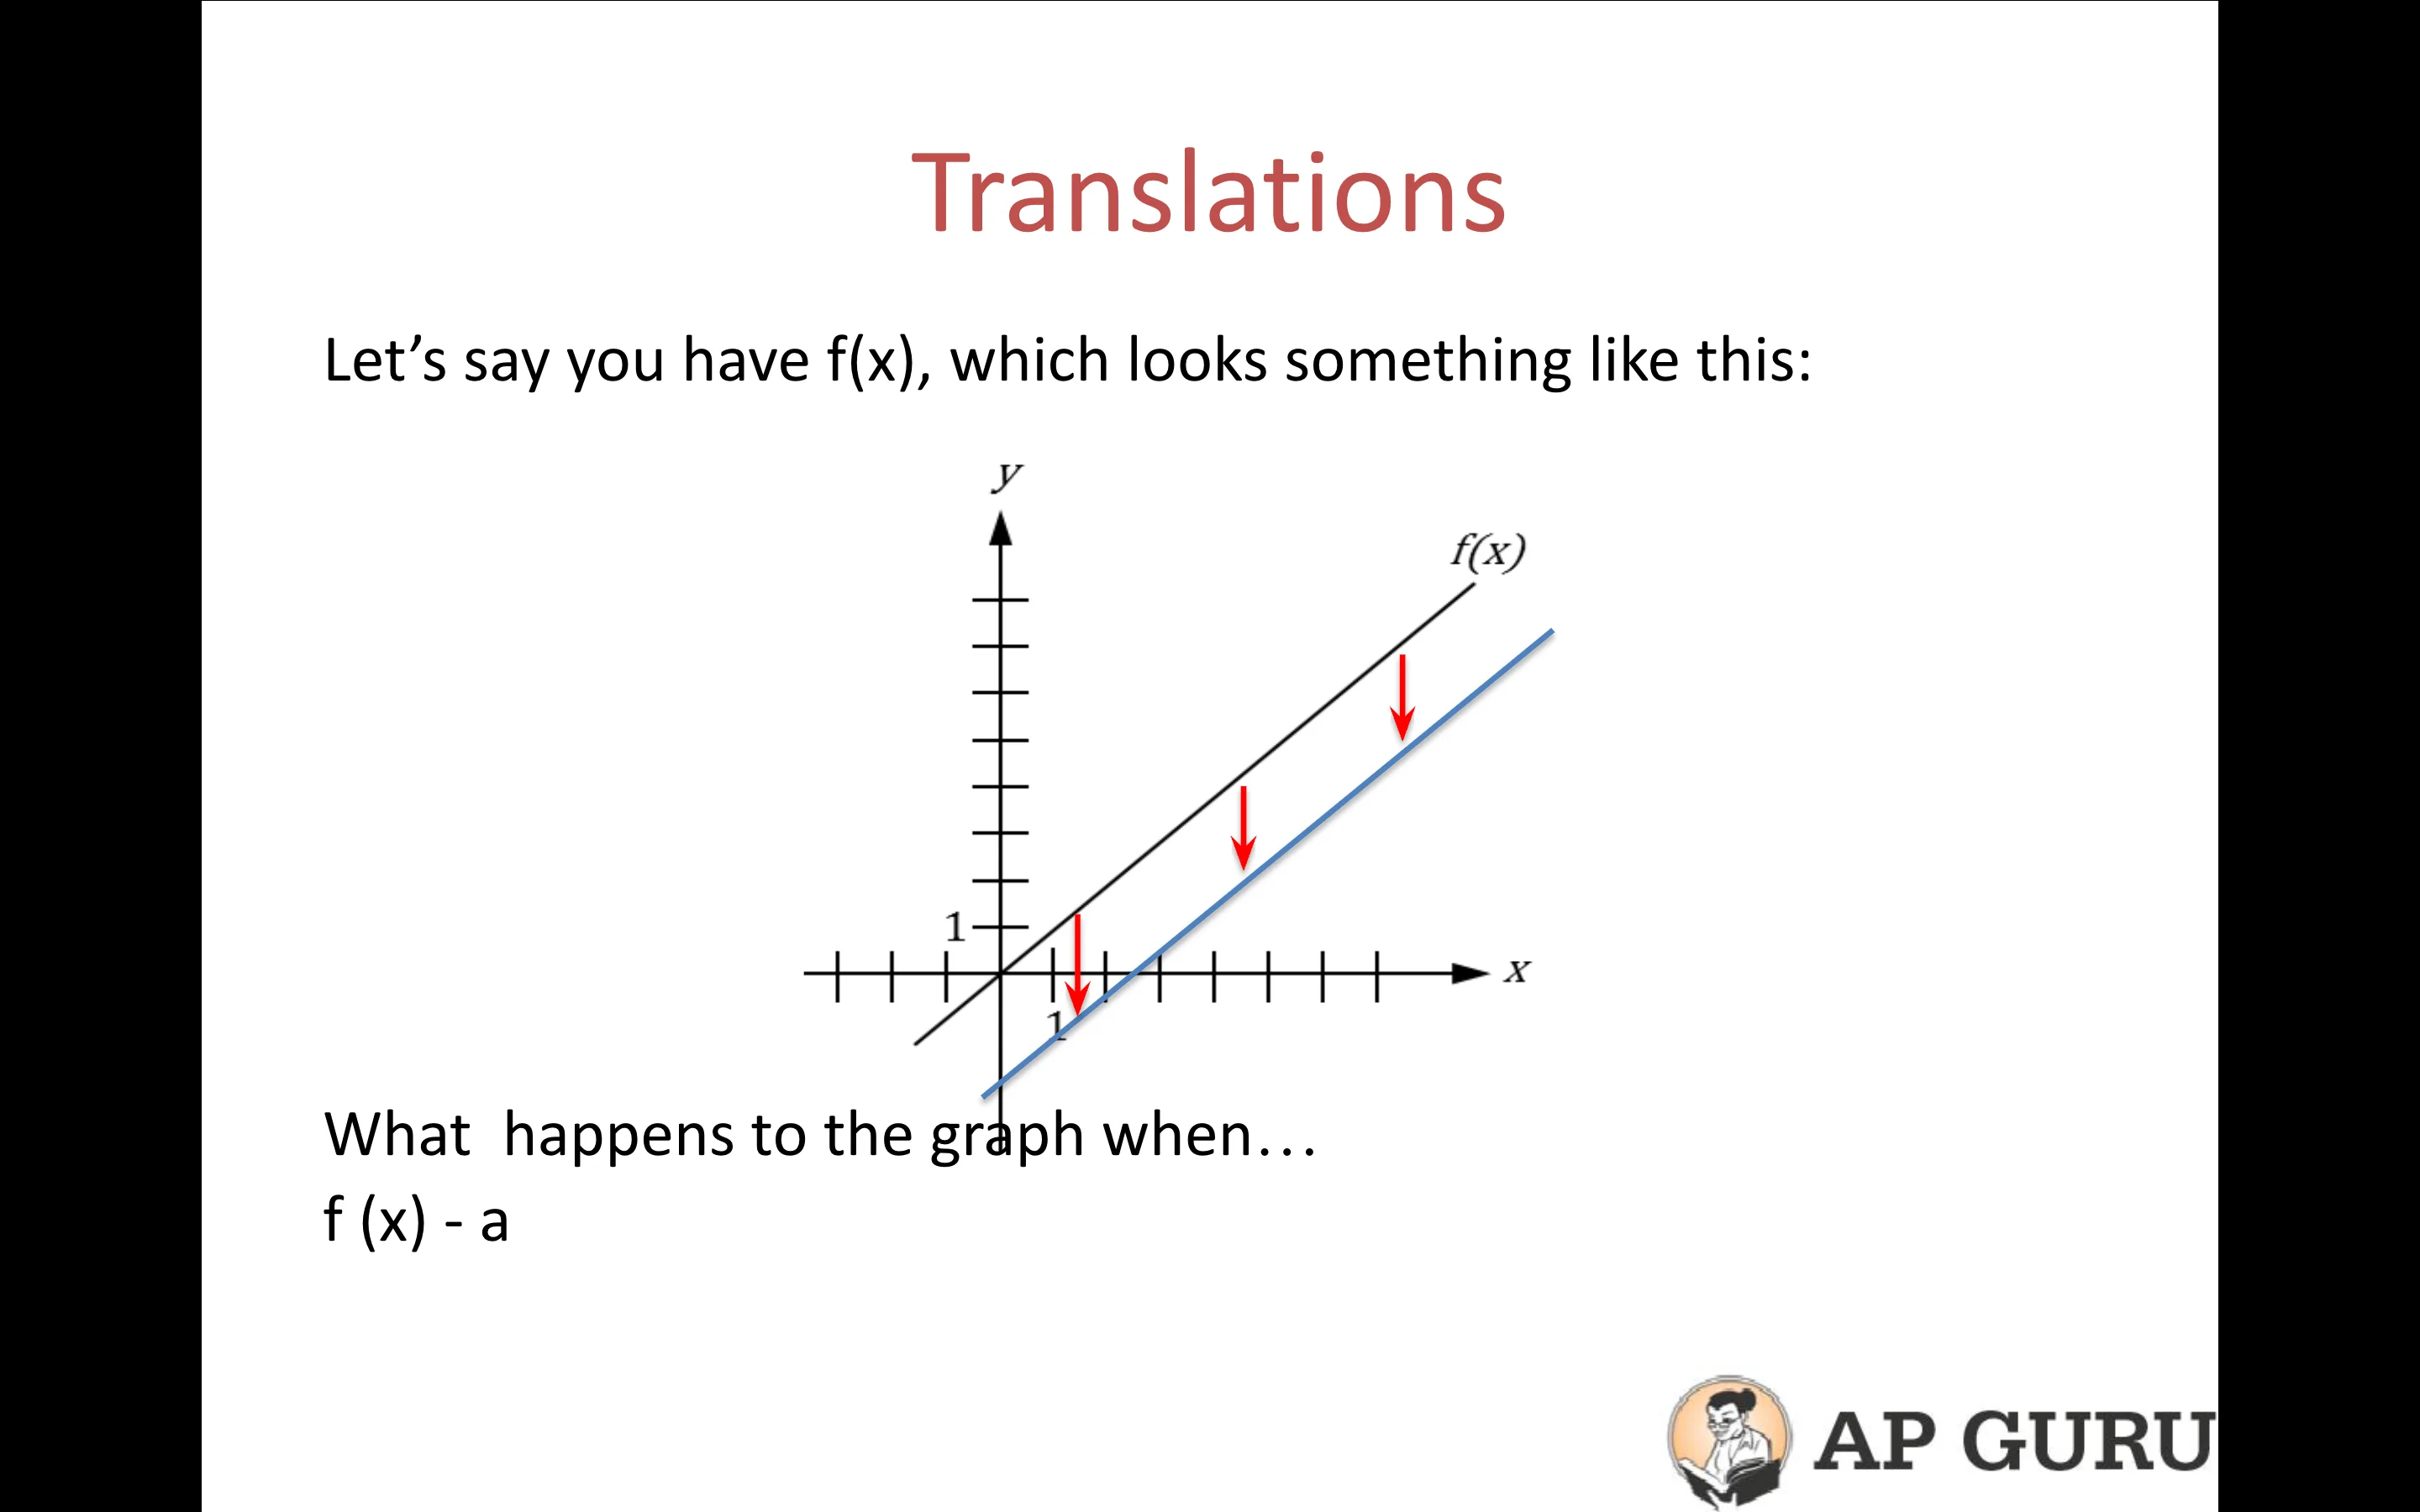 Translations
Let’s say you have f(x), which looks something like this:
y
f(x)
1
x
1
What  happens to the graph when…
f (x) - a
AP GURU